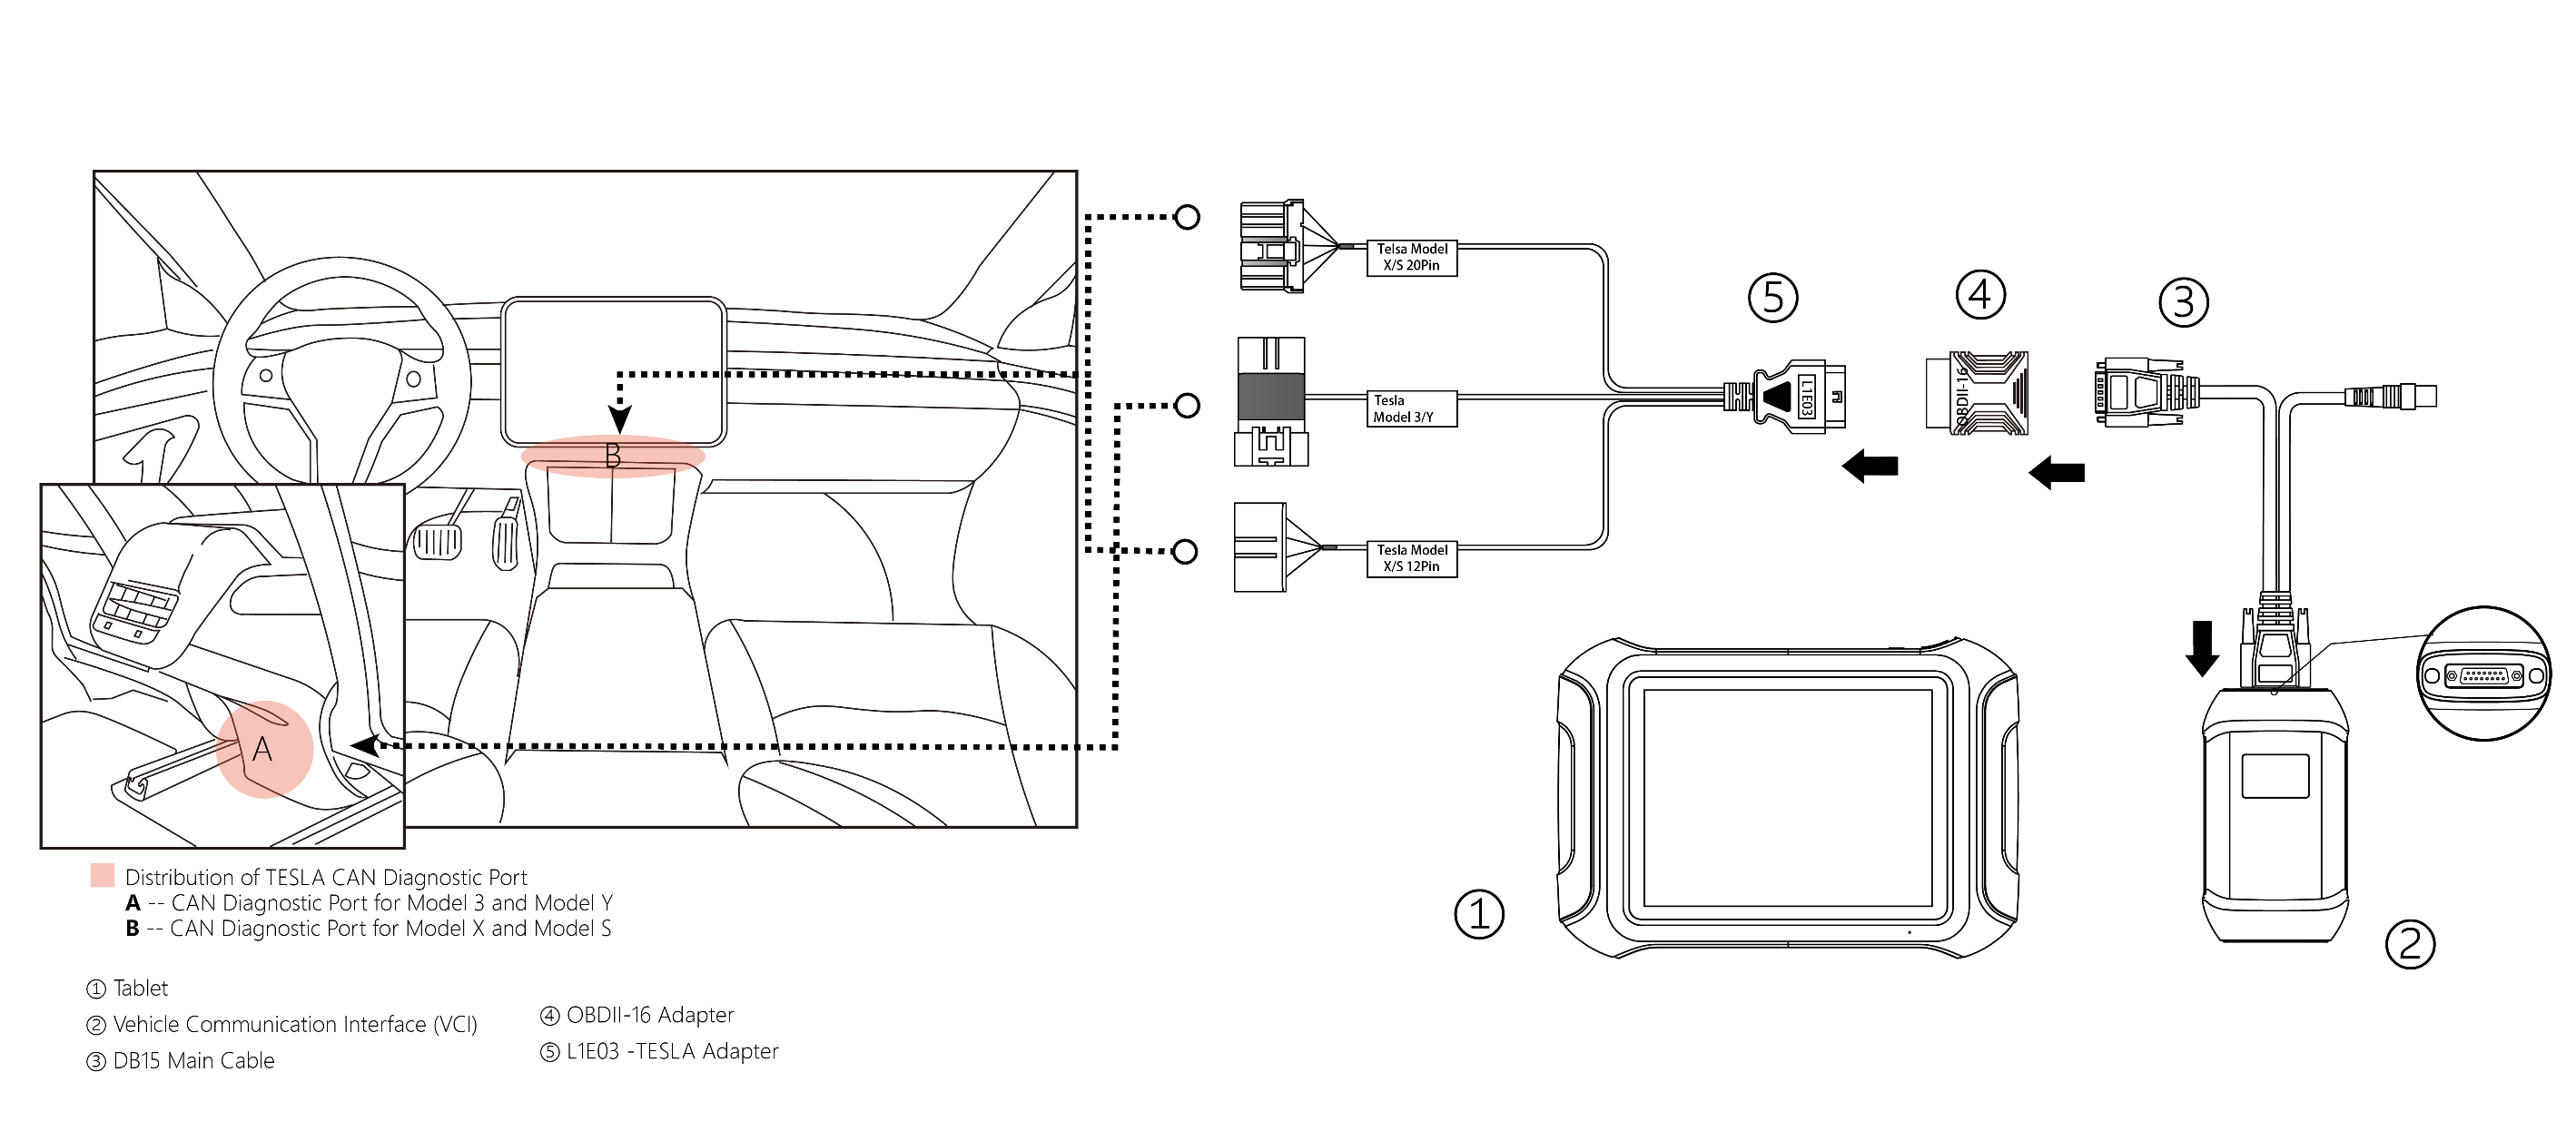 Telsa Model
X/S 20Pin
⑤
④
③
L1E03
OBDII-16
Tesla
Model 3/Y
B
Tesla Model
X/S 12Pin
A
①
②
Distribution of TESLA CAN Diagnostic Port
A -- CAN Diagnostic Port for Model 3 and Model Y
B -- CAN Diagnostic Port for Model X and Model S
① Tablet
② Vehicle Communication Interface (VCI)
③ DB15 Main Cable
④ OBDII-16 Adapter
⑤ L1E03 -TESLA Adapter